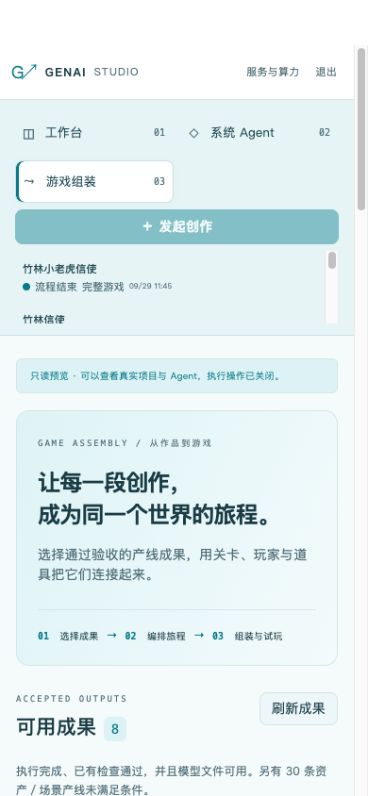 GENAI STUDIO 服务与算力 退出
工作台 01 系统 Agent 02
游戏组装 03
+ 发起创作
竹林小老虎信使
流程结束 完整游戏 09/29 11:45
竹林信使
只读预览 · 可以查看真实项目与 Agent，执行操作已关闭。
GAME ASSEMBLY / 从作品到游戏
让每一段创作，
成为同一个世界的旅程。
选择通过验收的产线成果，用关卡、玩家与道
具把它们连接起来。
01 选择成果 → 02 编排旅程 → 03 组装与试玩
ACCEPTED OUTPUTS
可用成果 8
刷新成果
执行完成、已有检查通过，并且模型文件可用。另有 30 条资
产 / 场景产线未满足条件。